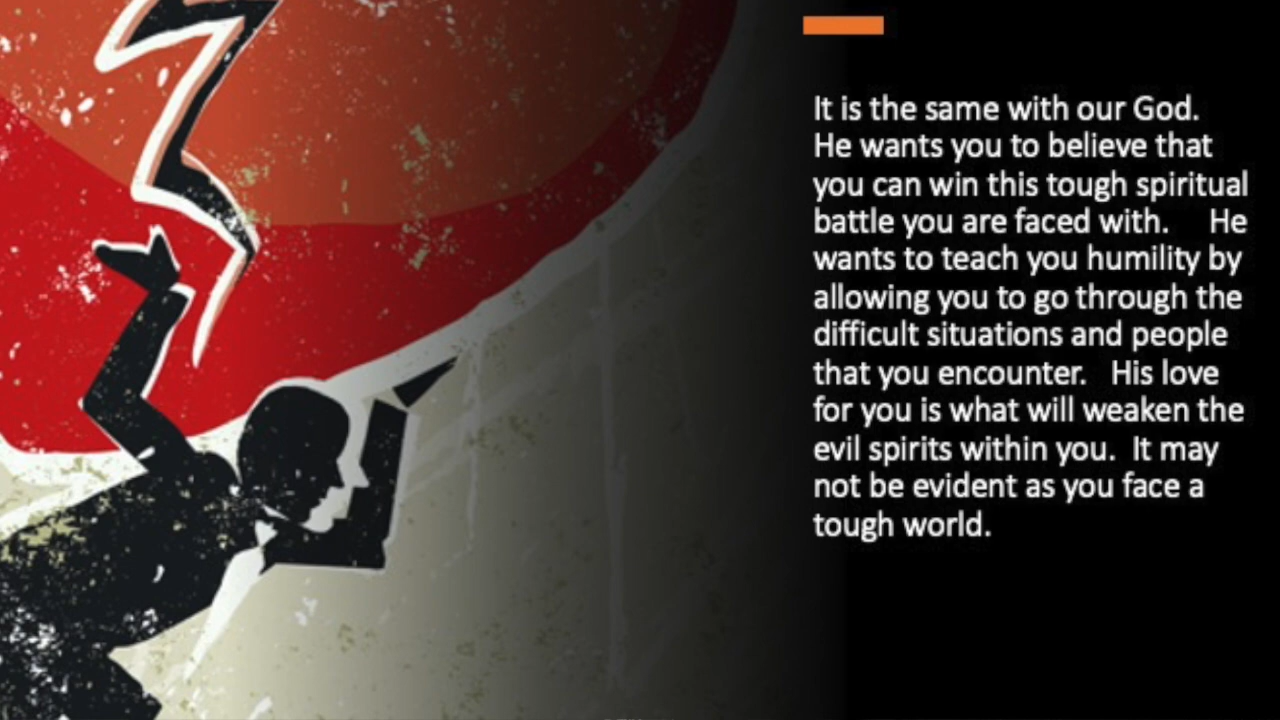 It is the same with our God.
He wants you to believe that
you can win this tough spiritual
battle you are faced with.     He
wants to teach you humility by
allowing you to go through the
difficult situations and people
that you encounter.   His love
for you is what will weaken the
evil spirits within you.  It may
not be evident as you face a
tough world.